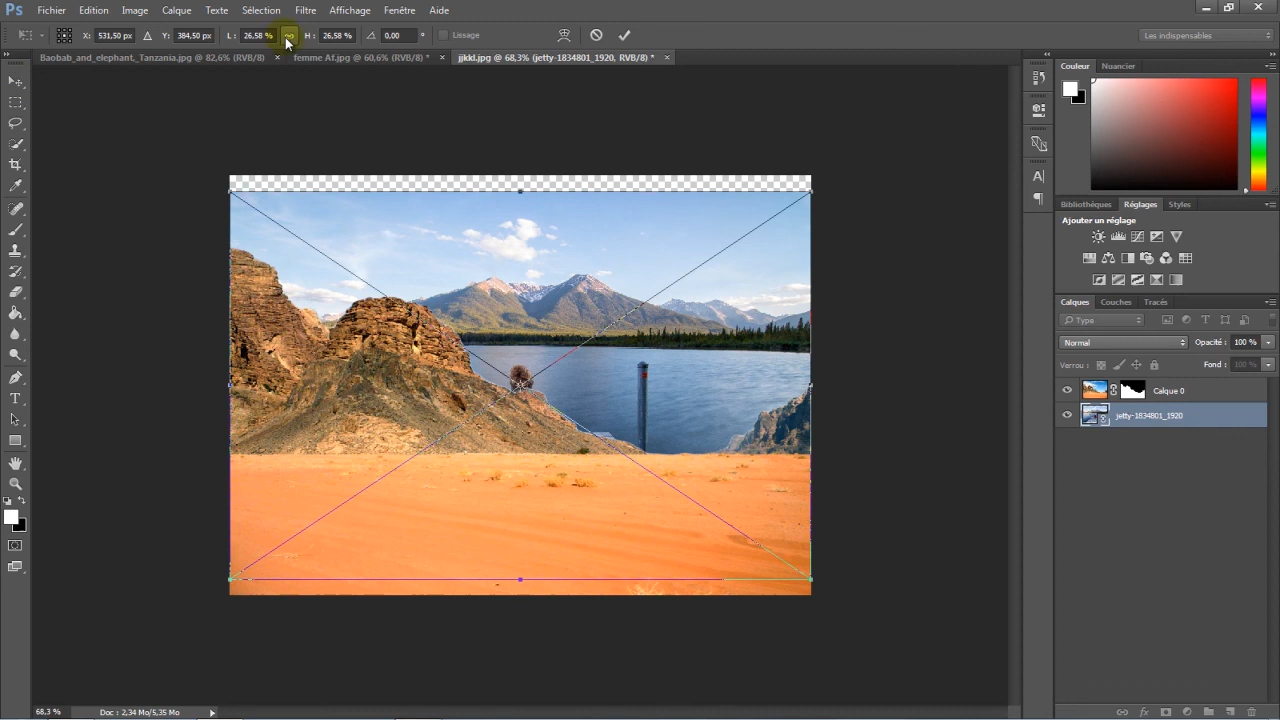 Ps Fichier Edition Image Calque Texte Sélection Filtre Affichage Fenêtre Aide
X: 531,50 px Y: 384,50 px L : 26,58 % H : 26,58 % 0,00 ° Lissage Les indispensables
Baobab_and_elephant,_Tanzania.jpg @ 82,6% (RVB/8) × femme Af.jpg @ 60,6% (RVB/8) * × jjkkl.jpg @ 68,3% (jetty-1834801_1920, RVB/8) * ×
Couleur Nuancier
Bibliothèques Réglages Styles
Ajouter un réglage
Calques Couches Tracés
Type
Normal Opacité : 100 %
Verrou : Fond : 100 %
Calque 0
jetty-1834801_1920
68,3 % Doc : 2,34 Mo/5,35 Mo